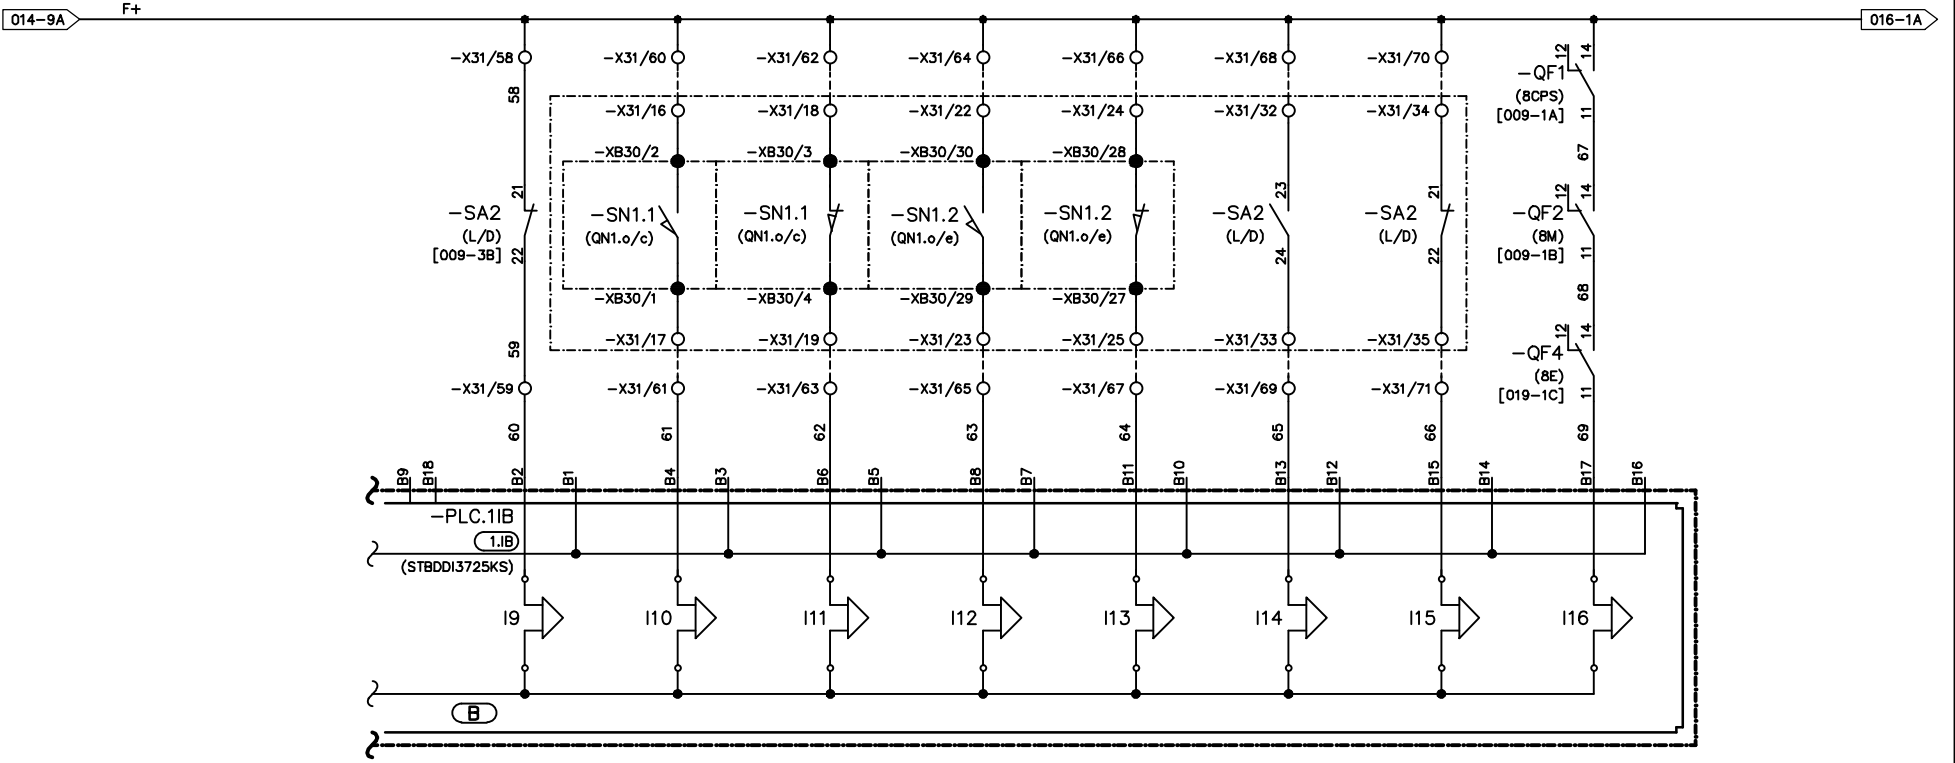 014-9A
F+
016-1A
-X31/58
-X31/60
-X31/62
-X31/64
-X31/66
-X31/68
-X31/70
12
14
-QF1
(8CPS)
[009-1A]
11
58
-X31/16
-X31/18
-X31/22
-X31/24
-X31/32
-X31/34
67
-XB30/2
-XB30/3
-XB30/30
-XB30/28
21
-SA2
(L/D)
[009-3B]
22
-SN1.1
(QN1.o/c)
-SN1.1
(QN1.o/c)
-SN1.2
(QN1.o/e)
-SN1.2
(QN1.o/e)
23
-SA2
(L/D)
24
21
-SA2
(L/D)
22
12
14
-QF2
(8M)
[009-1B]
11
68
-XB30/1
-XB30/4
-XB30/29
-XB30/27
59
-X31/17
-X31/19
-X31/23
-X31/25
-X31/33
-X31/35
12
14
-QF4
(8E)
[019-1C]
11
-X31/59
-X31/61
-X31/63
-X31/65
-X31/67
-X31/69
-X31/71
60
61
62
63
64
65
66
69
B9
B18
B2
B1
B4
B3
B6
B5
B8
B7
B11
B10
B13
B12
B15
B14
B17
B16
-PLC.1IB
1.IB
(STBDDI3725KS)
I9
I10
I11
I12
I13
I14
I15
I16
B